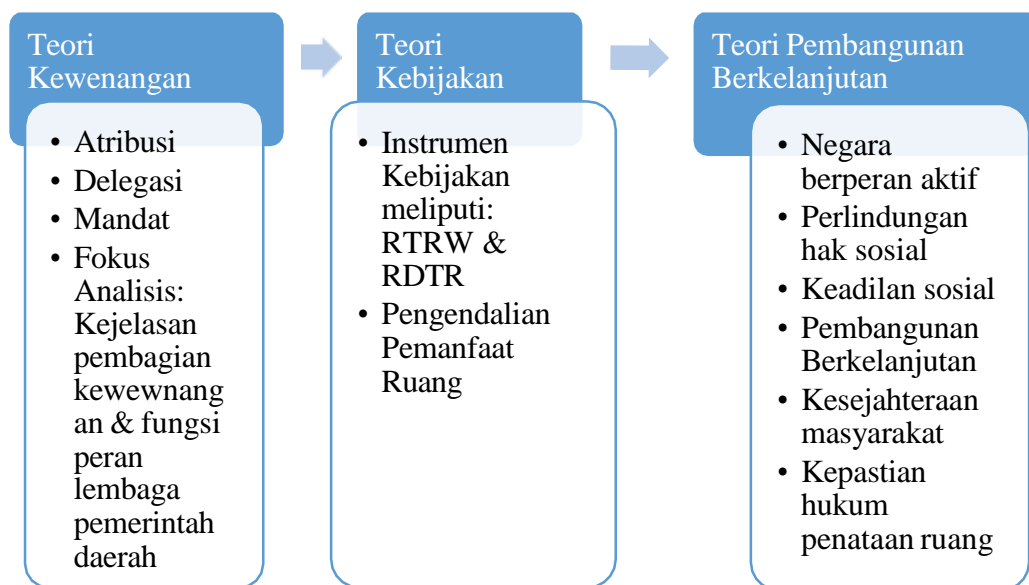 Teori
Kewenangan
• Atribusi
• Delegasi
• Mandat
• Fokus
Analisis:
Kejelasan
pembagian
kewewnang
an & fungsi
peran
lembaga
pemerintah
daerah
Teori
Kebijakan
• Instrumen
Kebijakan
meliputi:
RTRW &
RDTR
• Pengendalian
Pemanfaat
Ruang
Teori Pembangunan
Berkelanjutan
• Negara
berperan aktif
• Perlindungan
hak sosial
• Keadilan sosial
• Pembangunan
Berkelanjutan
• Kesejahteraan
masyarakat
• Kepastian
hukum
penataan ruang